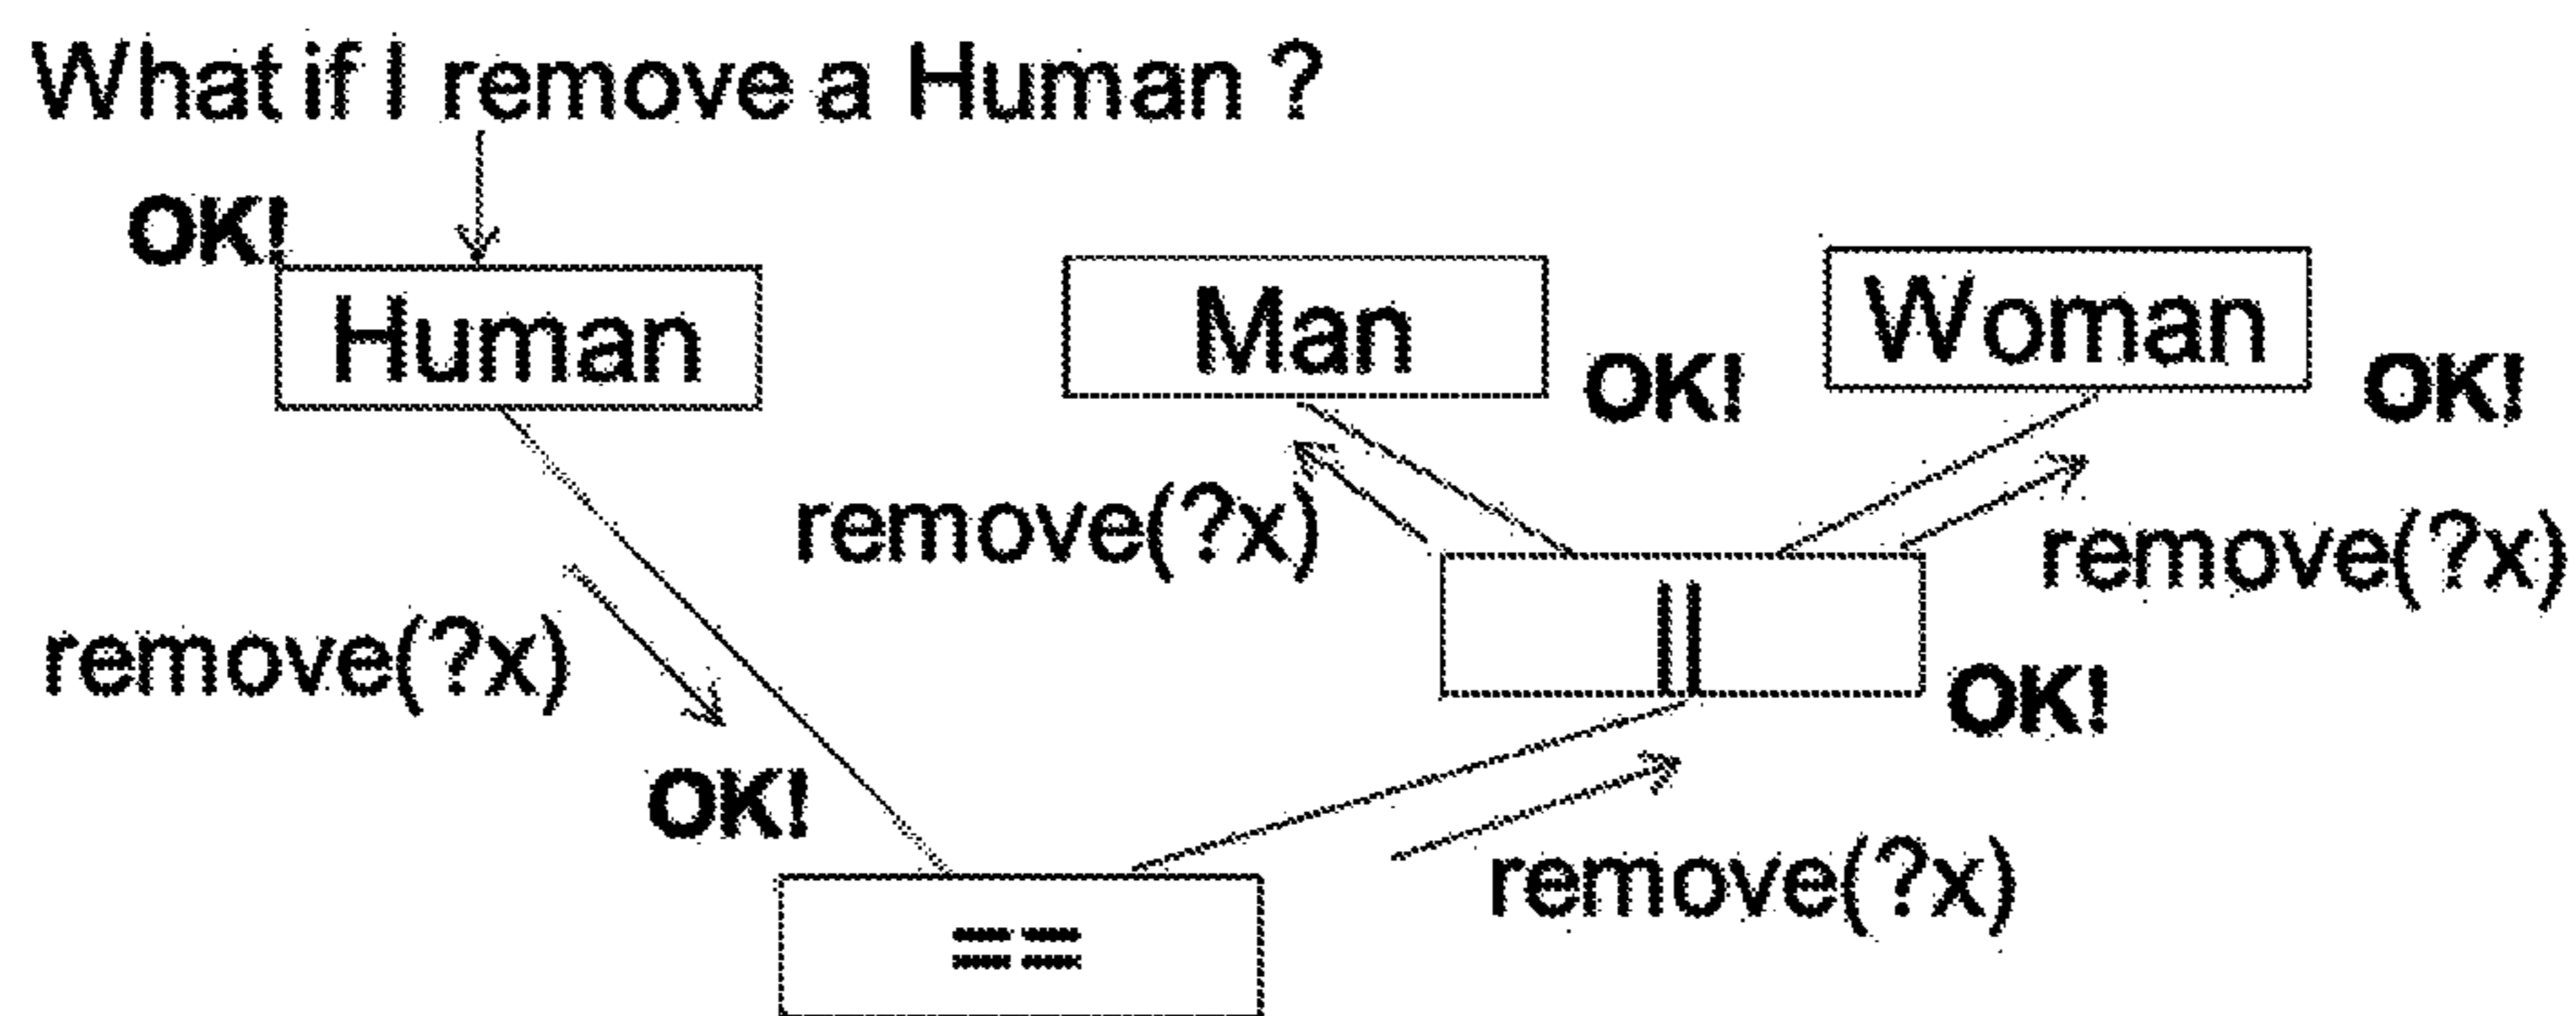 What if I remove a Human ?
OK!
Human
Man
OK!
Woman
OK!
remove(?x)
remove(?x)
||
remove(?x)
OK!
OK!
remove(?x)
==